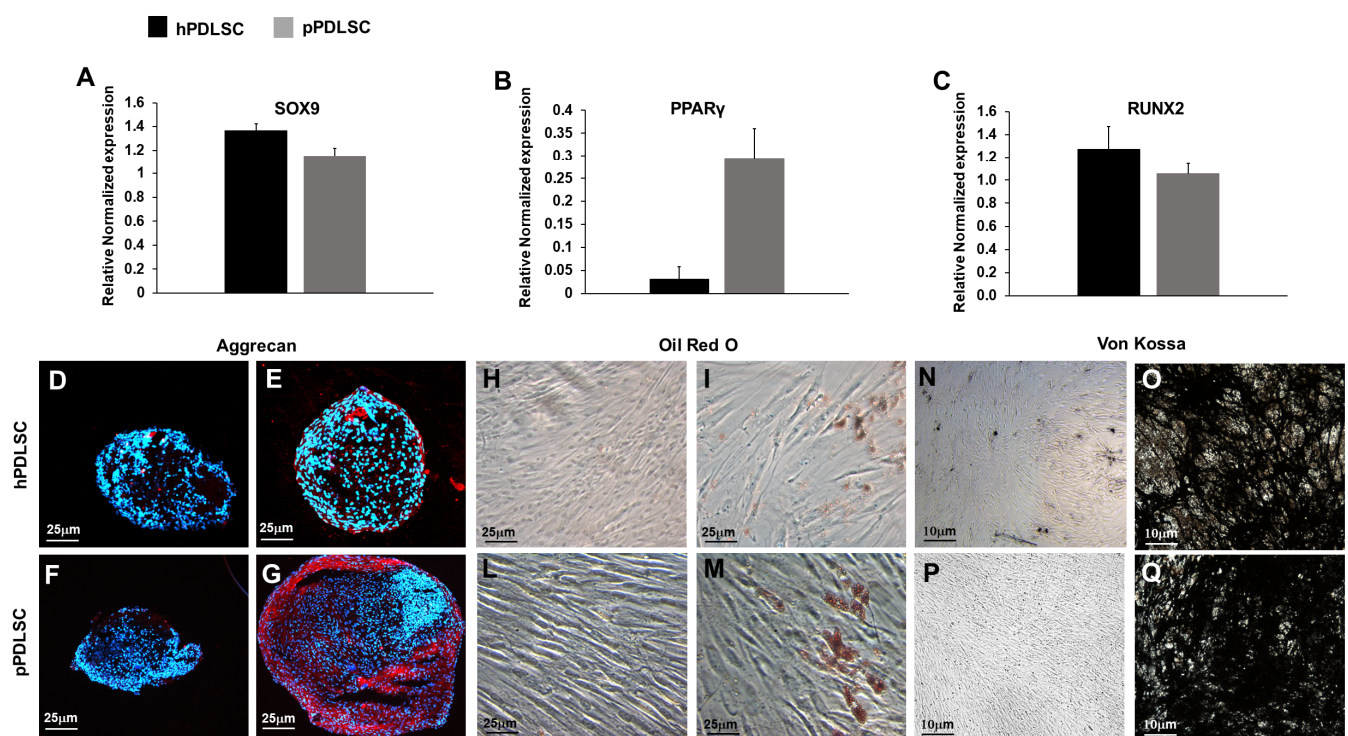 hPDLSC pPDLSC
A
SOX9
Relative Normalized expression
1.6
1.4
1.2
1
0.8
0.6
0.4
0.2
0
B
PPARγ
Relative Normalized expression
0.4
0.35
0.3
0.25
0.2
0.15
0.1
0.05
0
C
RUNX2
Relative Normalized expression
1.6
1.4
1.2
1.0
0.8
0.6
0.4
0.2
0.0
Aggrecan
Oil Red O
Von Kossa
hPDLSC
D
25μm
E
25μm
H
25μm
I
25μm
N
10μm
O
10μm
pPDLSC
F
25μm
G
25μm
L
25μm
M
25μm
P
10μm
Q
10μm